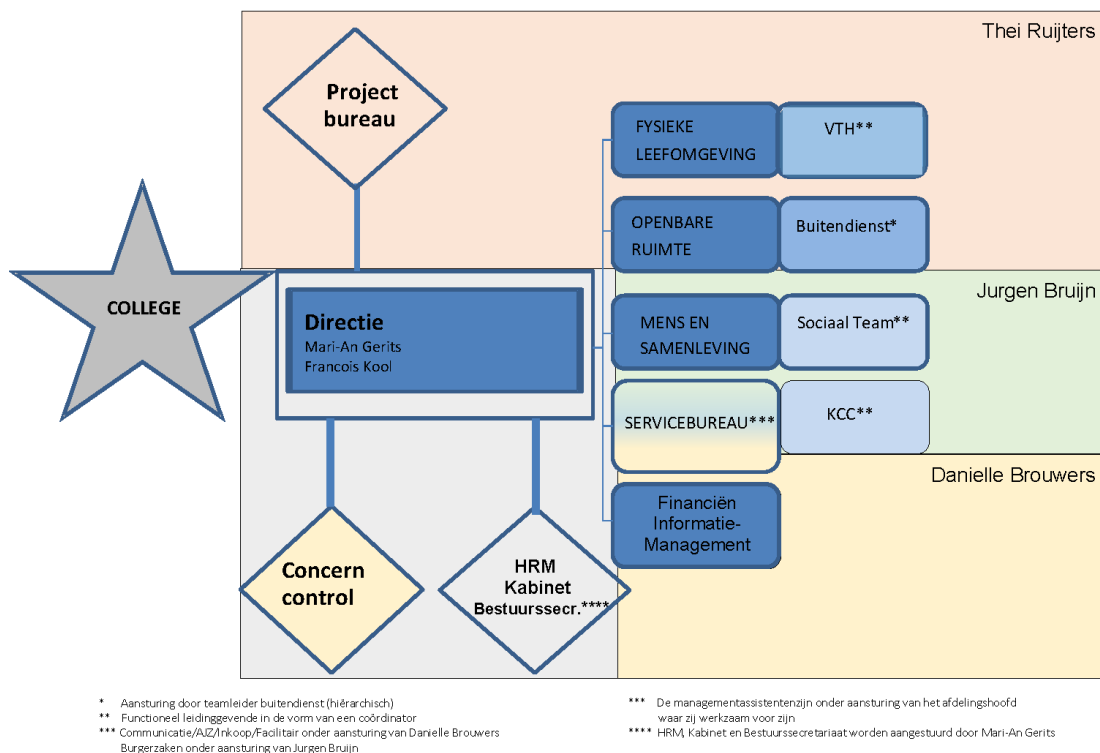 Thei Ruijters
Project
bureau
FYSIEKE
LEEFOMGEVING
VTH**
OPENBARE
RUIMTE
Buitendienst*
COLLEGE
Directie
Mari-An Gerits
Francois Kool
Jurgen Bruijn
MENS EN
SAMENLEVING
Sociaal Team**
SERVICEBUREAU***
KCC**
Danielle Brouwers
Financiën
Informatie-
Management
Concern
control
HRM
Kabinet
Bestuurssecr.****
* Aansturing door teamleider buitendienst (hiërarchisch)
** Functioneel leidinggevende in de vorm van een coördinator
*** Communicatie/AJZ/Inkoop/Facilitair onder aansturing van Danielle Brouwers
Burgerzaken onder aansturing van Jurgen Bruijn
*** De managementassistentenzijn onder aansturing van het afdelingshoofd
waar zij werkzaam voor zijn
**** HRM, Kabinet en Bestuurssecretariaat worden aangestuurd door Mari-An Gerits